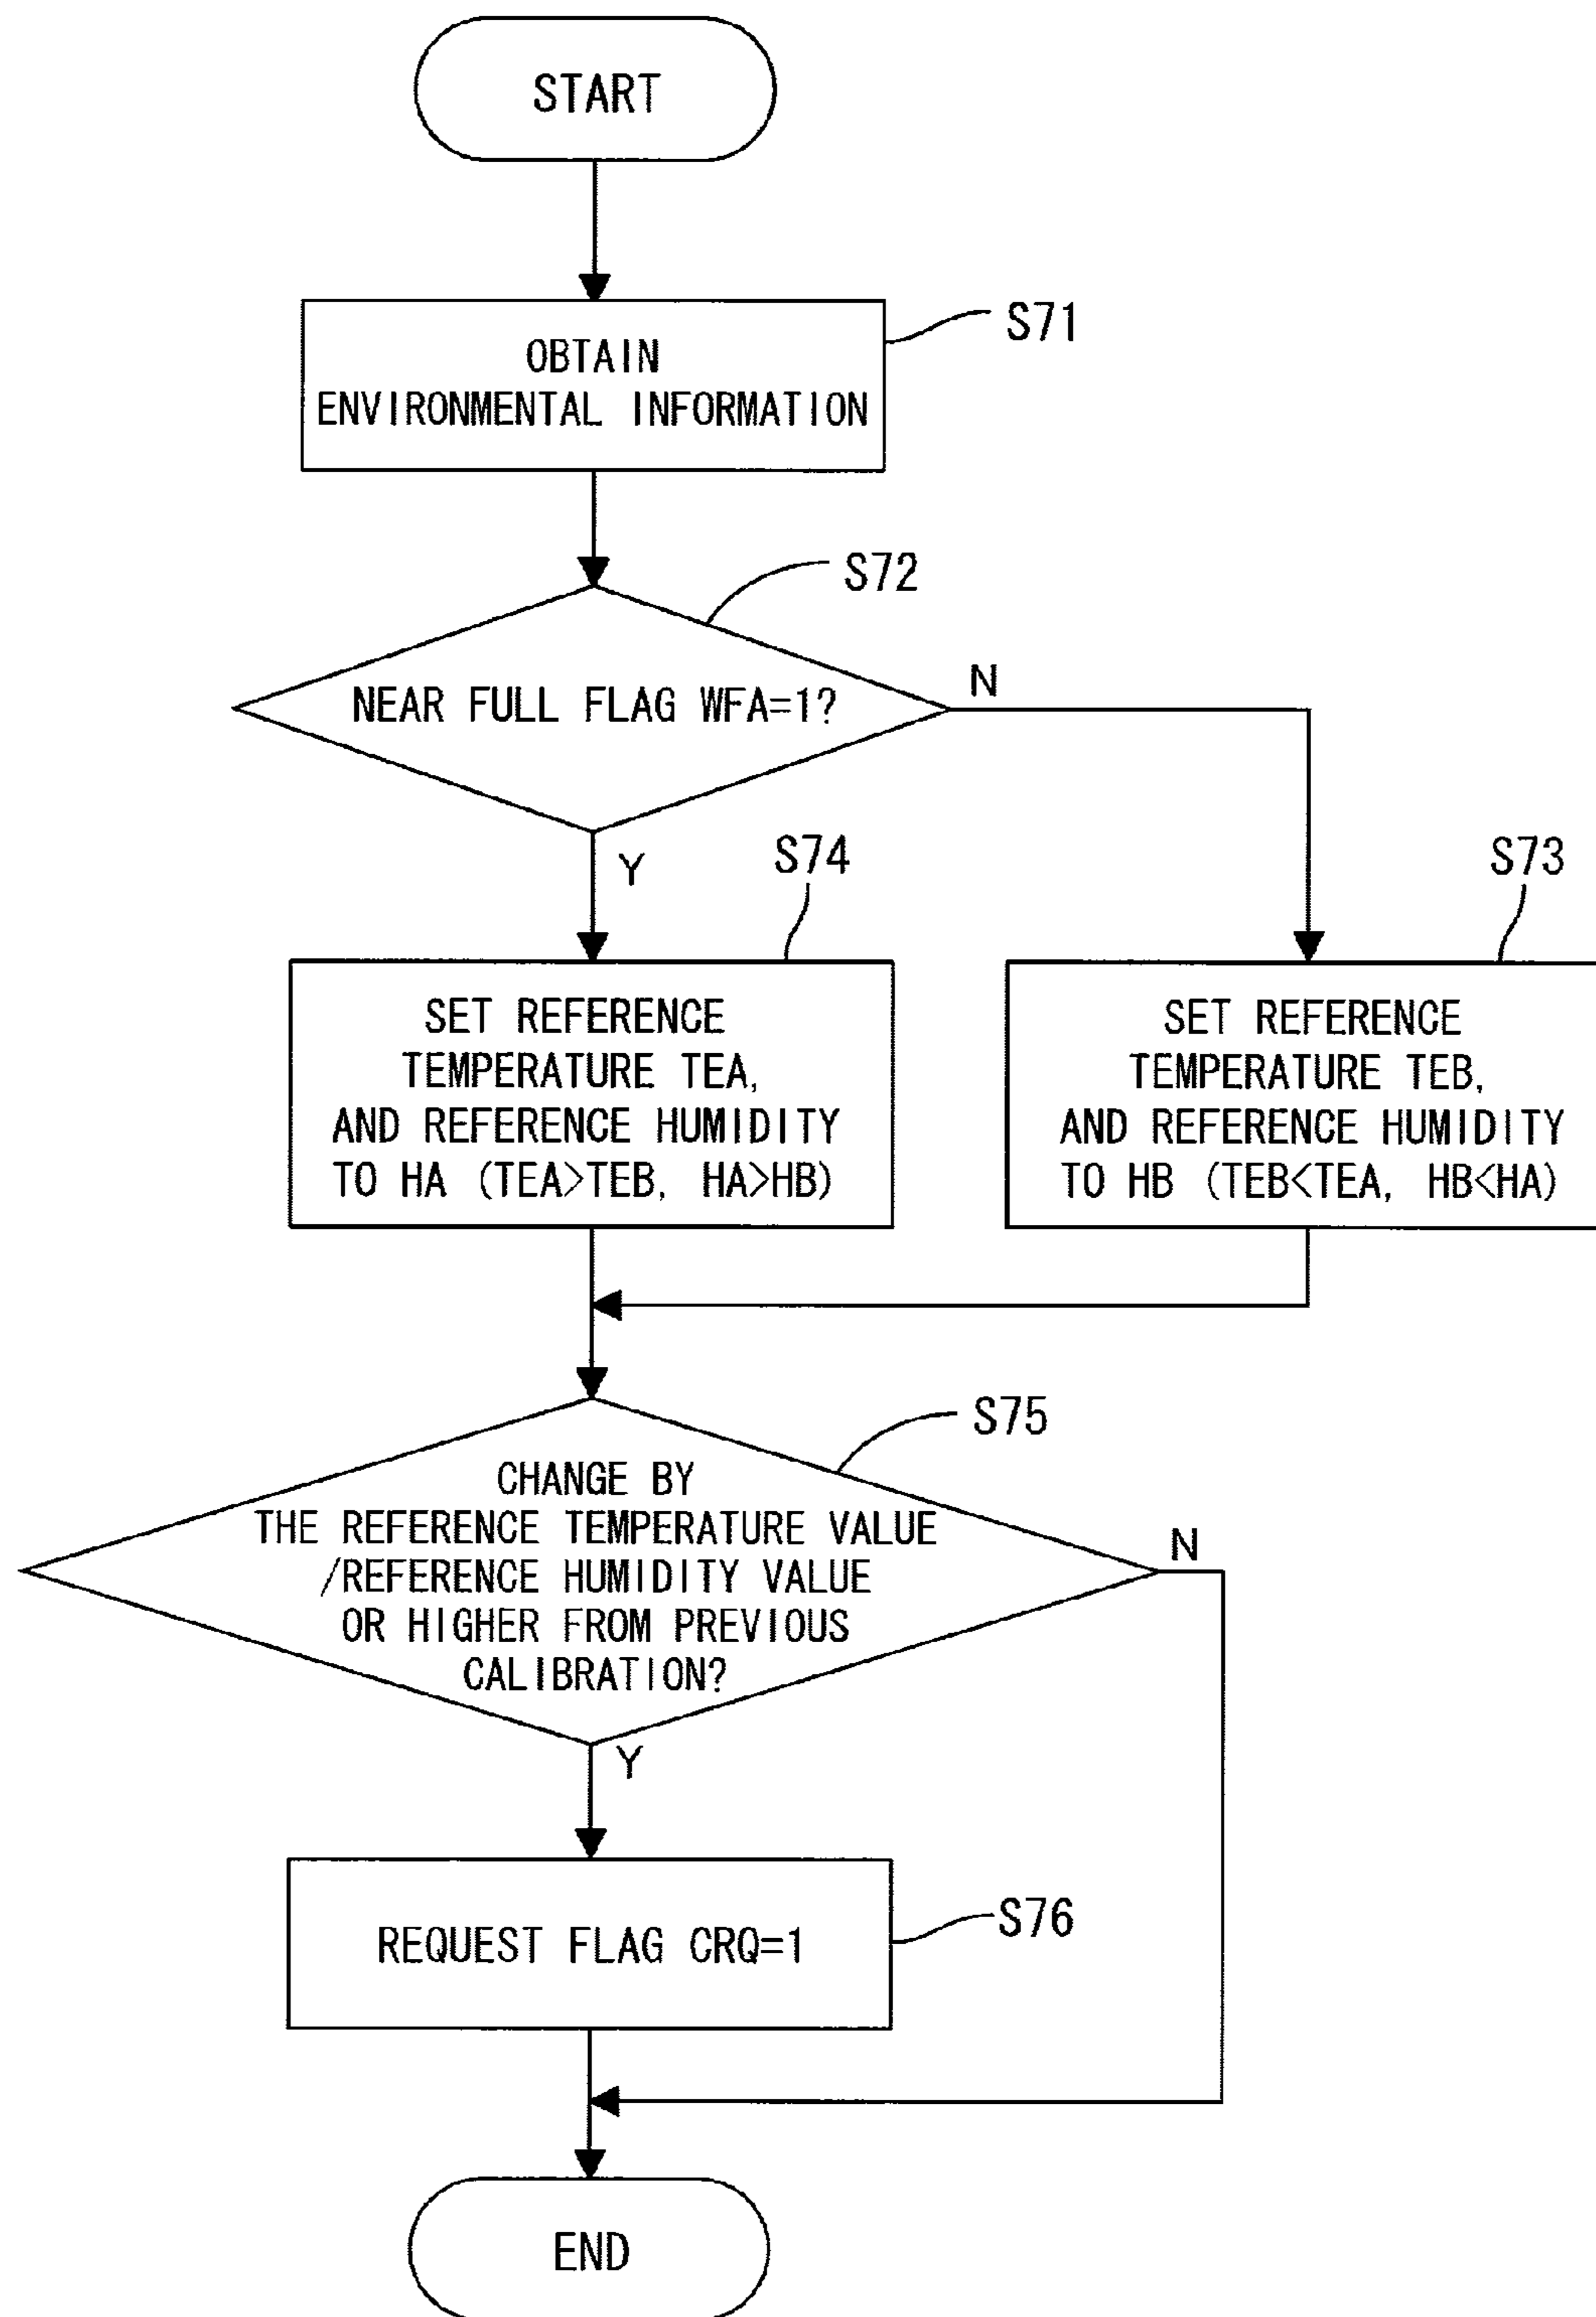 START
S71
OBTAIN
ENVIRONMENTAL INFORMATION
S72
NEAR FULL FLAG WFA=1?
N
Y
S74
S73
SET REFERENCE
TEMPERATURE TEA,
AND REFERENCE HUMIDITY
TO HA (TEA>TEB, HA>HB)
SET REFERENCE
TEMPERATURE TEB,
AND REFERENCE HUMIDITY
TO HB (TEB<TEA, HB<HA)
S75
CHANGE BY
THE REFERENCE TEMPERATURE VALUE
/REFERENCE HUMIDITY VALUE
OR HIGHER FROM PREVIOUS
CALIBRATION?
N
Y
S76
REQUEST FLAG CRQ=1
END